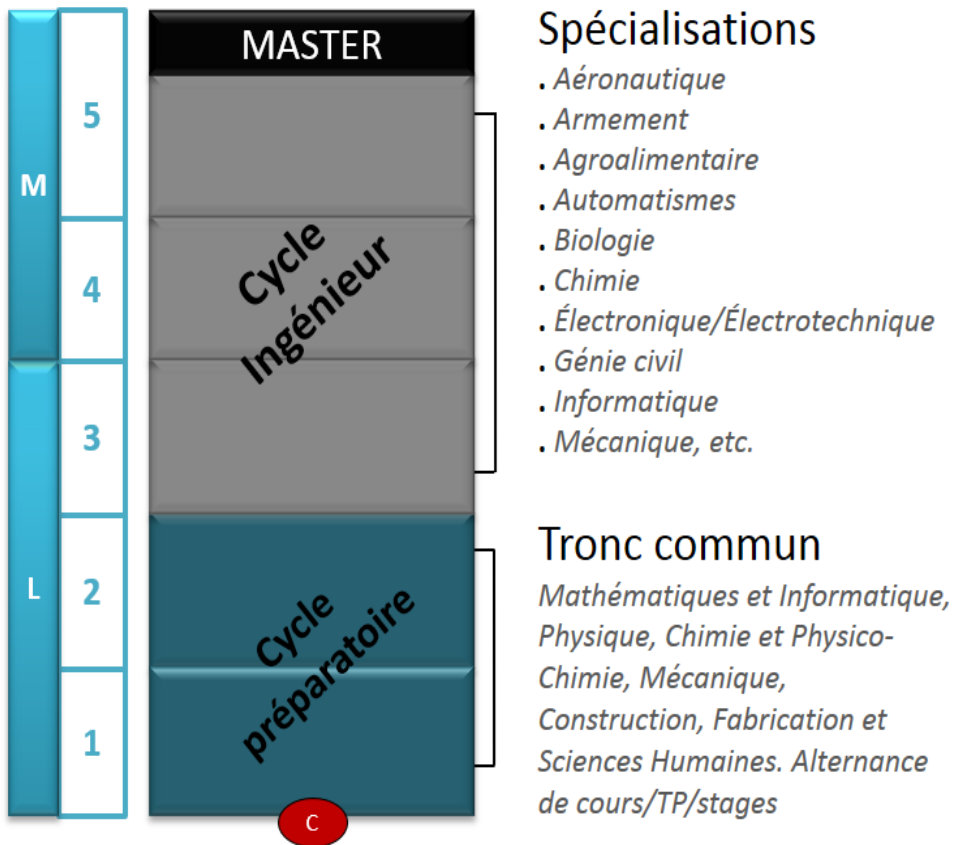 M
L
5
4
3
2
1
MASTER
Cycle
Ingénieur
Cycle
préparatoire
C
Spécialisations
. Aéronautique
. Armement
. Agroalimentaire
. Automatismes
. Biologie
. Chimie
. Électronique/Électrotechnique
. Génie civil
. Informatique
. Mécanique, etc.
Tronc commun
Mathématiques et Informatique,
Physique, Chimie et Physico-
Chimie, Mécanique,
Construction, Fabrication et
Sciences Humaines. Alternance
de cours/TP/stages